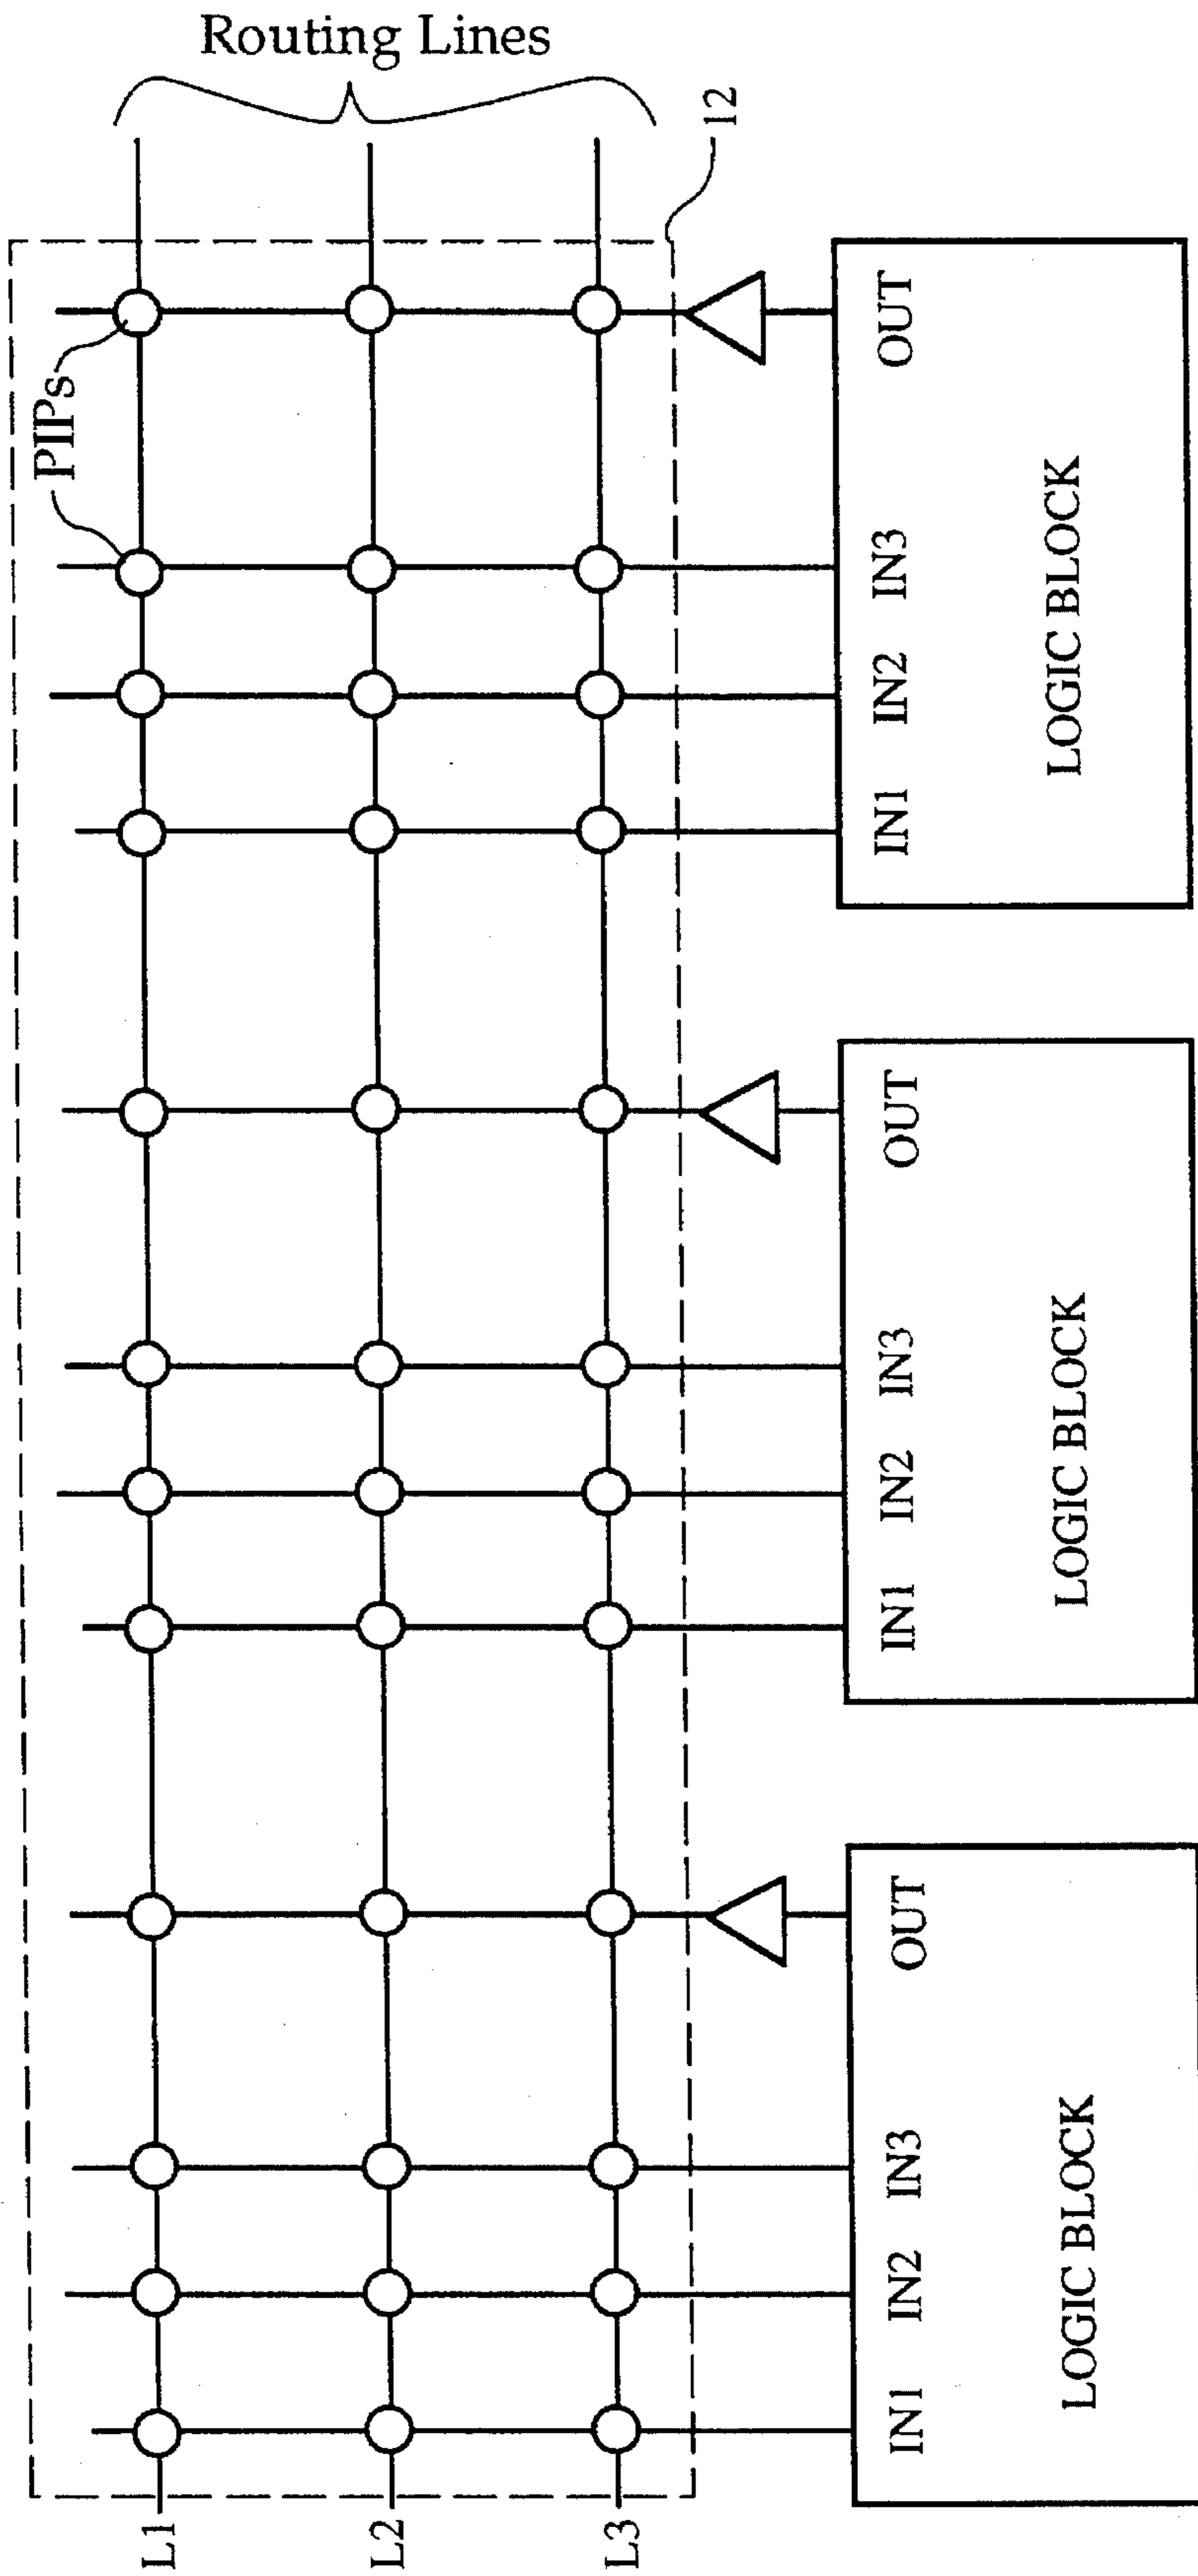 Routing Lines
PIPs
12
L1
L2
L3
IN1 IN2 IN3 OUT
LOGIC BLOCK
IN1 IN2 IN3 OUT
LOGIC BLOCK
IN1 IN2 IN3 OUT
LOGIC BLOCK